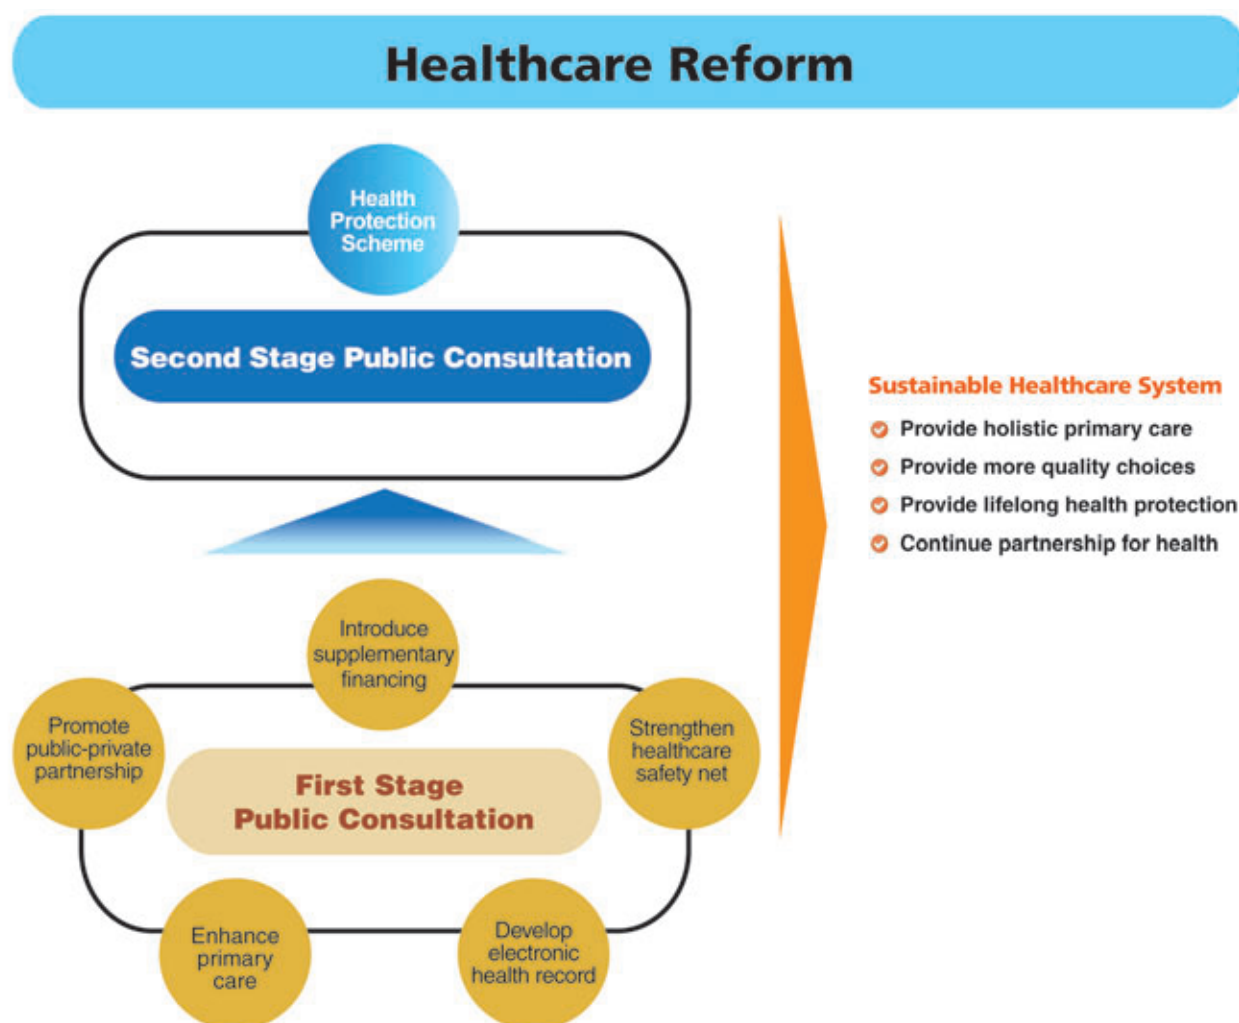 Healthcare Reform
Health
Protection
Scheme
Second Stage Public Consultation
Sustainable Healthcare System
Provide holistic primary care
Provide more quality choices
Provide lifelong health protection
Continue partnership for health
Introduce
supplementary
financing
Promote
public-private
partnership
Strengthen
healthcare
safety net
First Stage
Public Consultation
Enhance
primary
care
Develop
electronic
health record